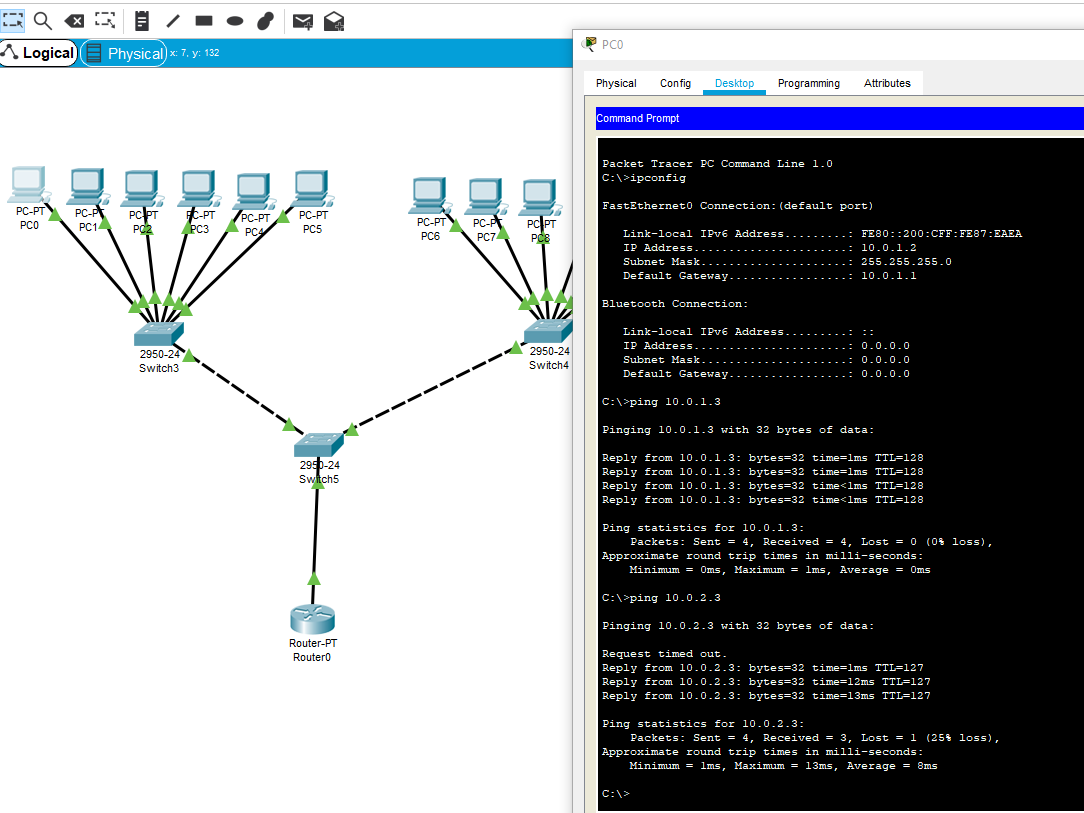 Logical
Physical
x: 7, y: 132
PC-PT
PC0
PC-PT
PC1
PC-PT
PC2
PC-PT
PC3
PC-PT
PC4
PC-PT
PC5
PC-PT
PC6
PC-PT
PC7
PC-PT
PC8
2950-24
Switch3
2950-24
Switch4
2950-24
Switch5
Router-PT
Router0
PC0
Physical Config Desktop Programming Attributes
Command Prompt
Packet Tracer PC Command Line 1.0
C:\>ipconfig
FastEthernet0 Connection:(default port)
Link-local IPv6 Address.........: FE80::200:CFF:FE87:EAEA
IP Address......................: 10.0.1.2
Subnet Mask.....................: 255.255.255.0
Default Gateway.................: 10.0.1.1
Bluetooth Connection:
Link-local IPv6 Address.........: ::
IP Address......................: 0.0.0.0
Subnet Mask.....................: 0.0.0.0
Default Gateway.................: 0.0.0.0
C:\>ping 10.0.1.3
Pinging 10.0.1.3 with 32 bytes of data:
Reply from 10.0.1.3: bytes=32 time=1ms TTL=128
Reply from 10.0.1.3: bytes=32 time=1ms TTL=128
Reply from 10.0.1.3: bytes=32 time<1ms TTL=128
Reply from 10.0.1.3: bytes=32 time<1ms TTL=128
Ping statistics for 10.0.1.3:
Packets: Sent = 4, Received = 4, Lost = 0 (0% loss),
Approximate round trip times in milli-seconds:
Minimum = 0ms, Maximum = 1ms, Average = 0ms
C:\>ping 10.0.2.3
Pinging 10.0.2.3 with 32 bytes of data:
Request timed out.
Reply from 10.0.2.3: bytes=32 time=1ms TTL=127
Reply from 10.0.2.3: bytes=32 time=12ms TTL=127
Reply from 10.0.2.3: bytes=32 time=13ms TTL=127
Ping statistics for 10.0.2.3:
Packets: Sent = 4, Received = 3, Lost = 1 (25% loss),
Approximate round trip times in milli-seconds:
Minimum = 1ms, Maximum = 13ms, Average = 8ms
C:\>